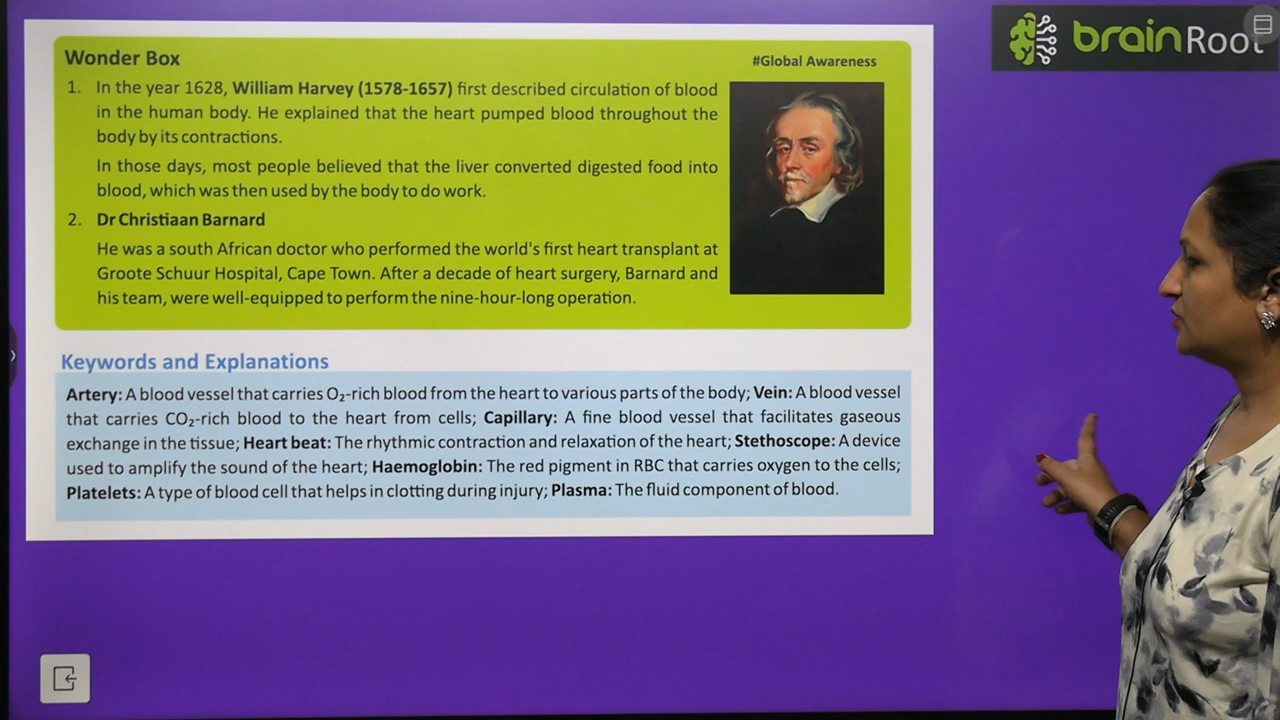 Wonder Box
#Global Awareness
1. In the year 1628, William Harvey (1578-1657) first described circulation of blood
in the human body. He explained that the heart pumped blood throughout the
body by its contractions.
In those days, most people believed that the liver converted digested food into
blood, which was then used by the body to do work.
2. Dr Christiaan Barnard
He was a south African doctor who performed the world's first heart transplant at
Groote Schuur Hospital, Cape Town. After a decade of heart surgery, Barnard and
his team, were well-equipped to perform the nine-hour-long operation.
Keywords and Explanations
Artery: A blood vessel that carries O₂-rich blood from the heart to various parts of the body; Vein: A blood vessel
that carries CO₂-rich blood to the heart from cells; Capillary: A fine blood vessel that facilitates gaseous
exchange in the tissue; Heart beat: The rhythmic contraction and relaxation of the heart; Stethoscope: A device
used to amplify the sound of the heart; Haemoglobin: The red pigment in RBC that carries oxygen to the cells;
Platelets: A type of blood cell that helps in clotting during injury; Plasma: The fluid component of blood.
brainRoot